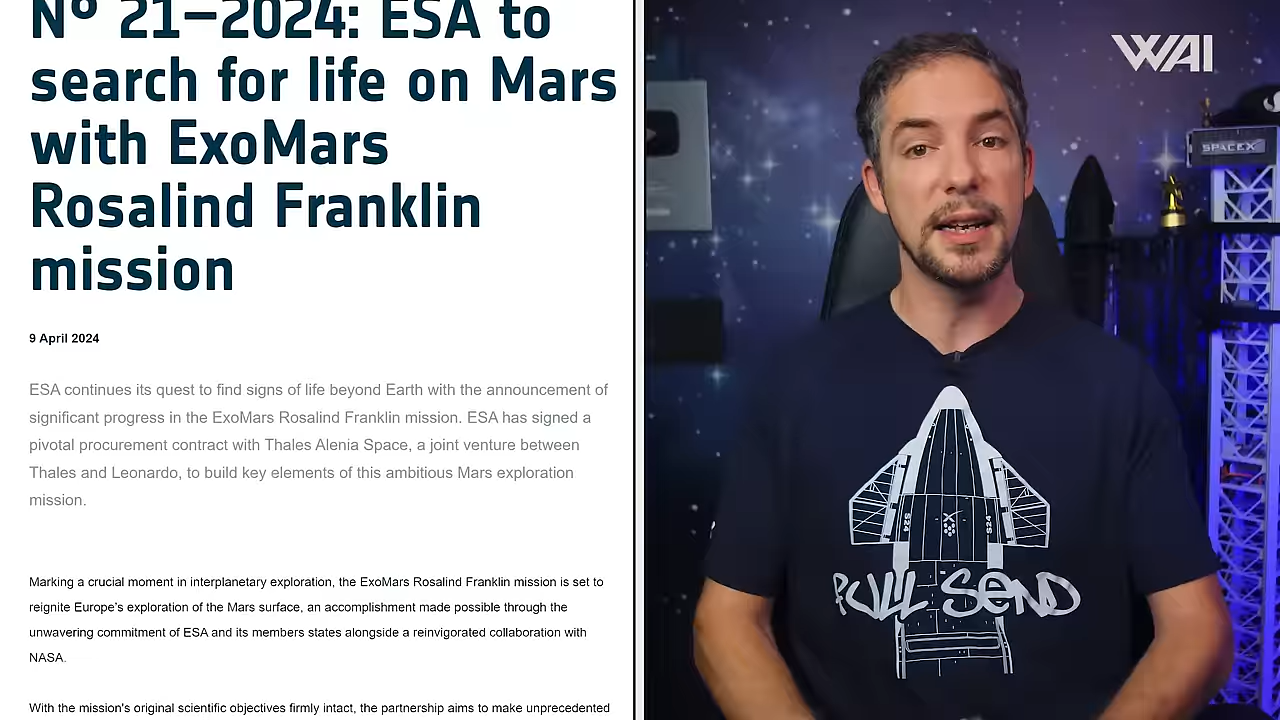 Nº 21–2024: ESA to
search for life on Mars
with ExoMars
Rosalind Franklin
mission
9 April 2024
ESA continues its quest to find signs of life beyond Earth with the announcement of
significant progress in the ExoMars Rosalind Franklin mission. ESA has signed a
pivotal procurement contract with Thales Alenia Space, a joint venture between
Thales and Leonardo, to build key elements of this ambitious Mars exploration
mission.
Marking a crucial moment in interplanetary exploration, the ExoMars Rosalind Franklin mission is set to
reignite Europe's exploration of the Mars surface, an accomplishment made possible through the
unwavering commitment of ESA and its members states alongside a reinvigorated collaboration with
NASA.
With the mission's original scientific objectives firmly intact, the partnership aims to make unprecedented
WAI
SPACEX
S24
S24
FULL SEND